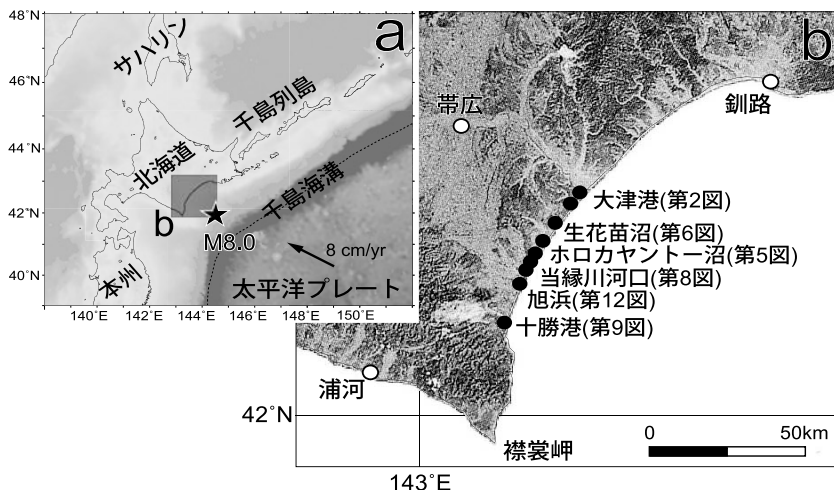 48˚N
46˚N
44˚N
42˚N
40˚N
140˚E
142˚E
144˚E
146˚E
148˚E
150˚E
a
サハリン
千島列島
北海道
千島海溝
b
M8.0
8 cm/yr
本州
太平洋プレート
b
帯広
釧路
大津港(第2図)
生花苗沼(第6図)
ホロカヤントー沼(第5図)
当縁川河口(第8図)
旭浜(第12図)
十勝港(第9図)
浦河
42˚N
襟裳岬
0
50km
143˚E